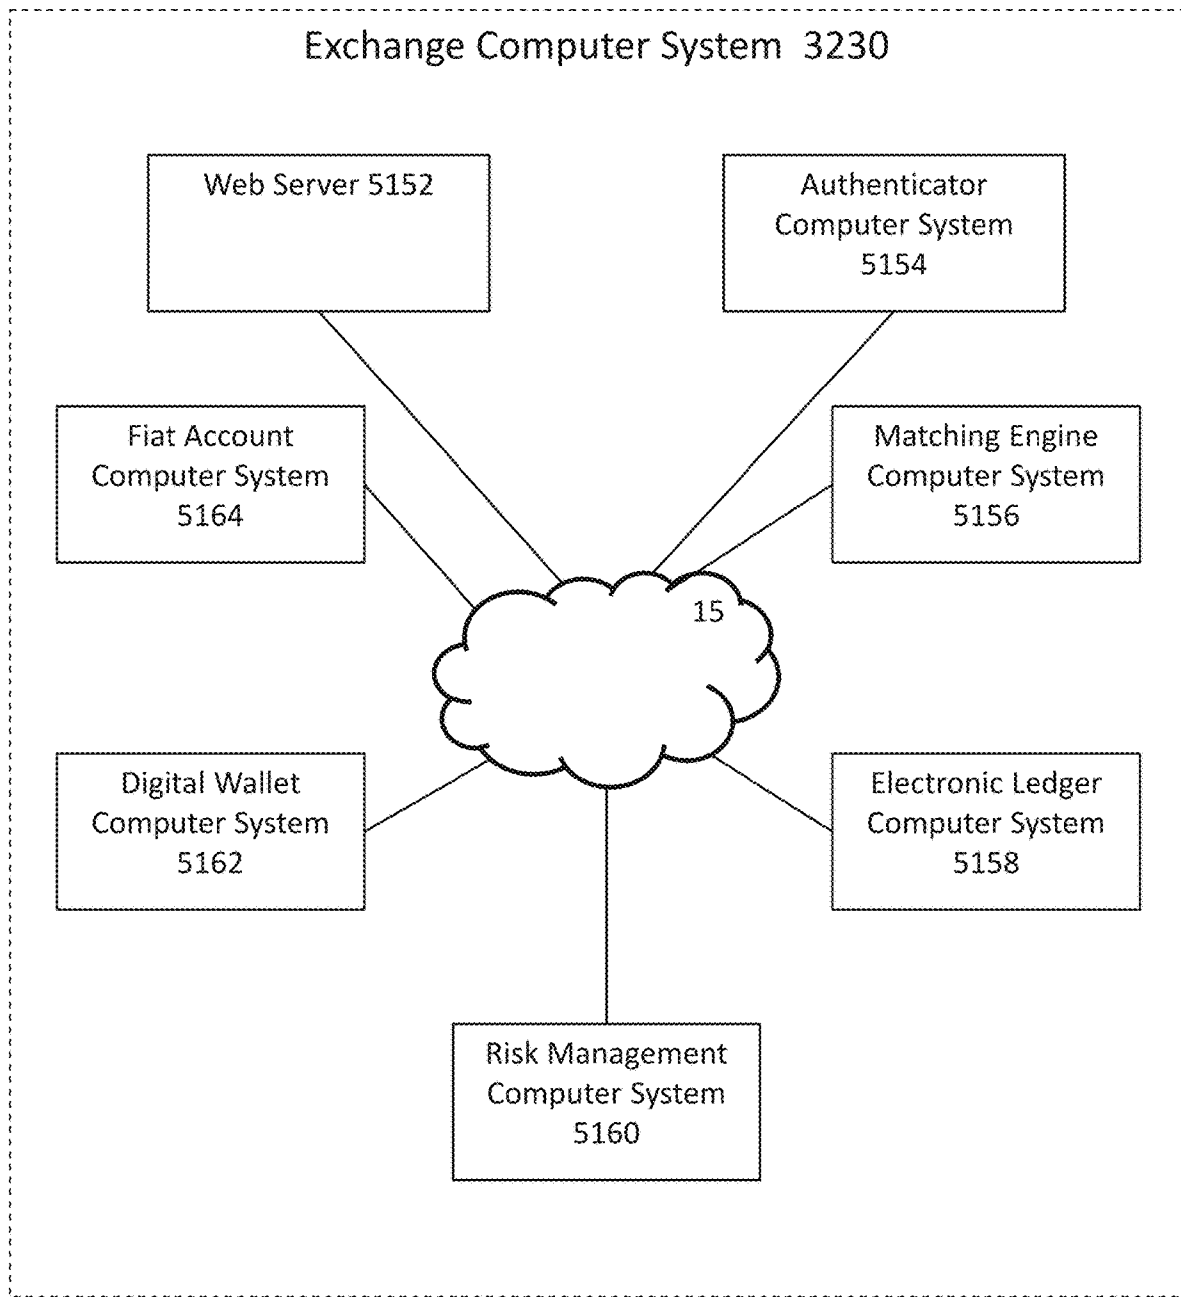 Exchange Computer System 3230
Web Server 5152
Authenticator
Computer System
5154
Fiat Account
Computer System
5164
Matching Engine
Computer System
5156
15
Digital Wallet
Computer System
5162
Electronic Ledger
Computer System
5158
Risk Management
Computer System
5160